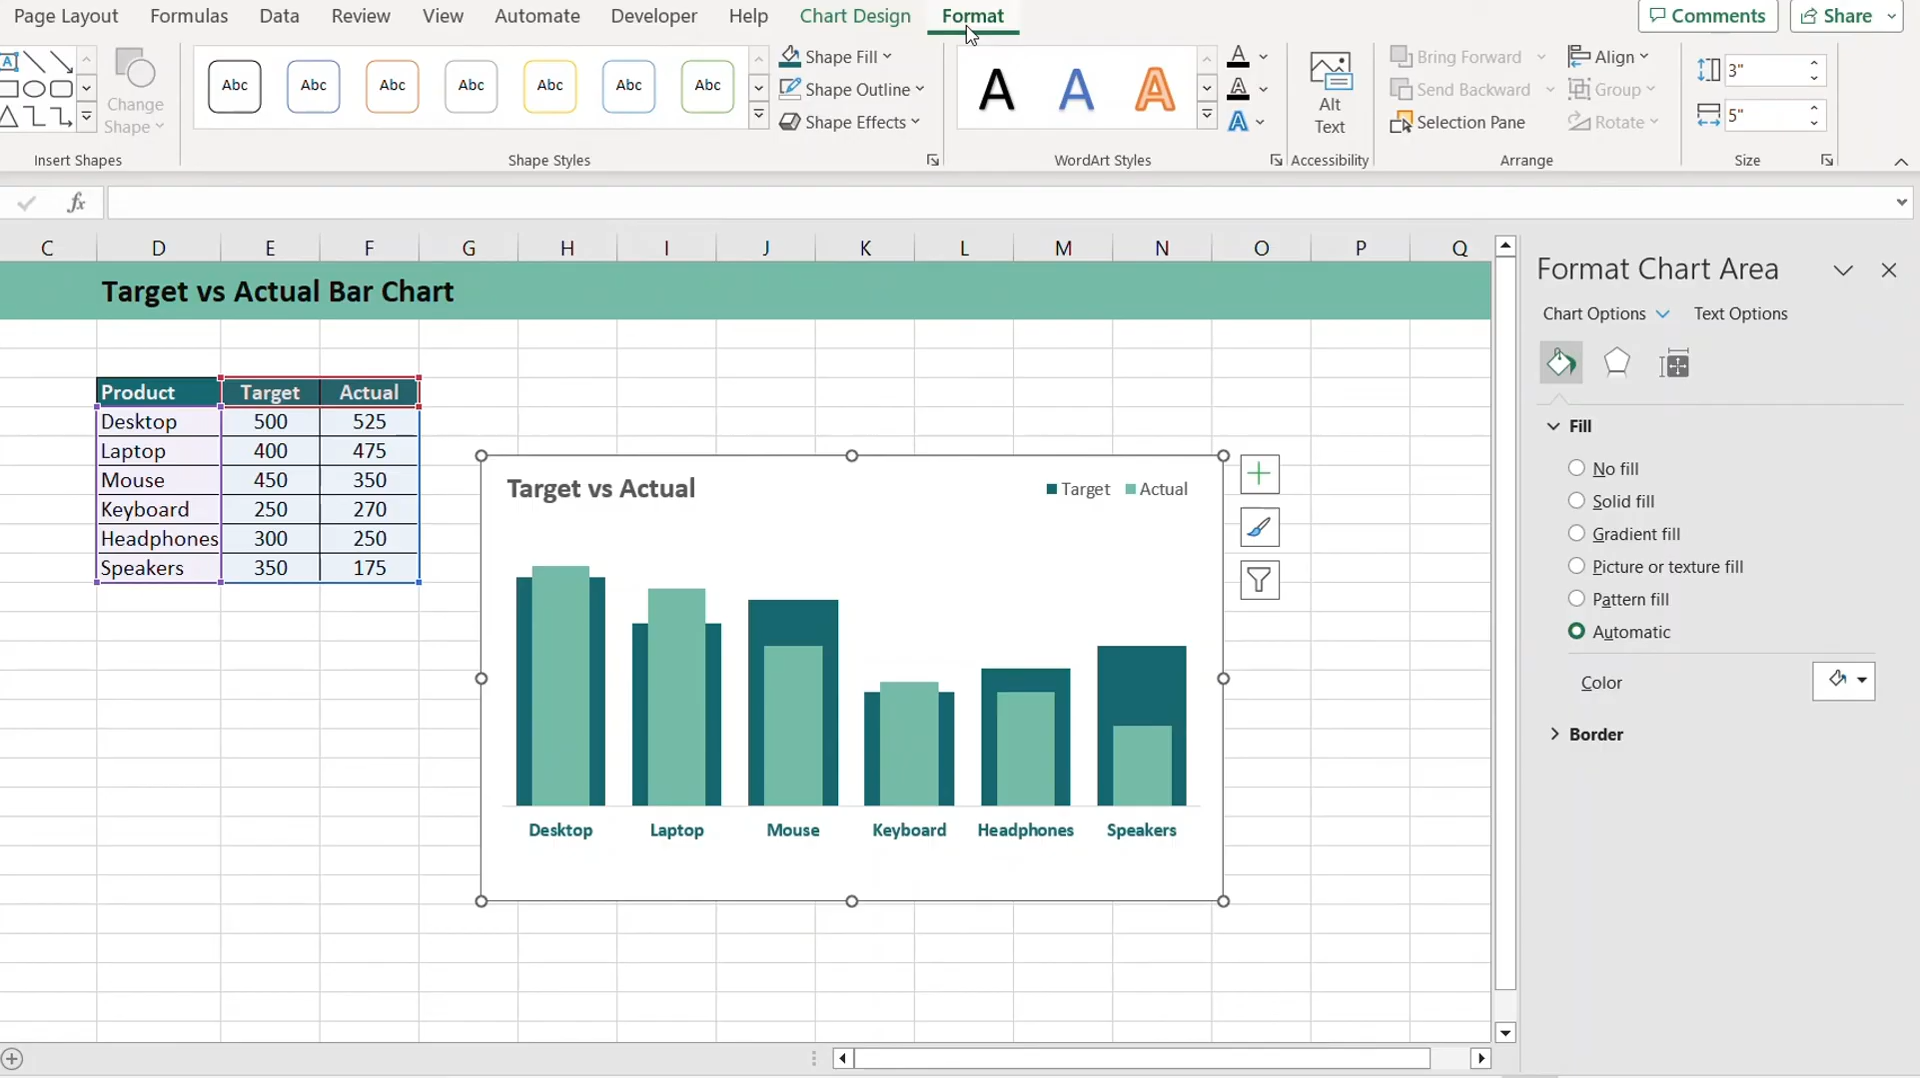 Page Layout Formulas Data Review View Automate Developer Help Chart Design Format Comments Share
Change Shape
Insert Shapes
Abc Abc Abc Abc Abc Abc Abc
Shape Fill
Shape Outline
Shape Effects
Shape Styles
A A A
A
A
A
WordArt Styles
Alt Text
Accessibility
Bring Forward
Send Backward
Selection Pane
Align
Group
Rotate
Arrange
3"
5"
Size
fx
C D E F G H I J K L M N O P Q
Target vs Actual Bar Chart
Product Target Actual
Desktop 500 525
Laptop 400 475
Mouse 450 350
Keyboard 250 270
Headphones 300 250
Speakers 350 175
Target vs Actual
Target Actual
Desktop Laptop Mouse Keyboard Headphones Speakers
Format Chart Area
Chart Options Text Options
Fill
No fill
Solid fill
Gradient fill
Picture or texture fill
Pattern fill
Automatic
Color
Border